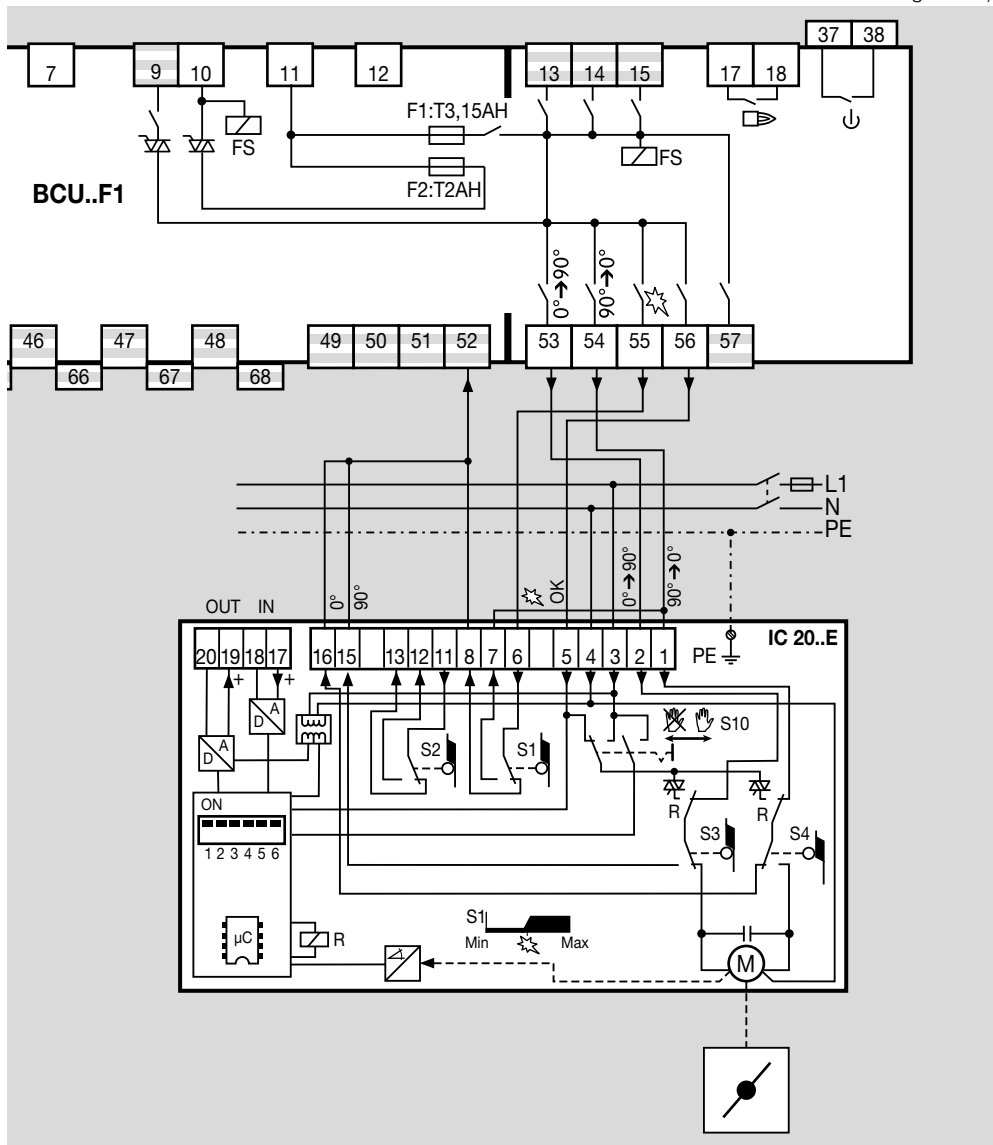 37 38
7 9 10 11 12 13 14 15 17 18
F1:T3,15AH
FS
FS
F2:T2AH
BCU..F1
0°➔90°
90°➔0°
46 47 48 49 50 51 52 53 54 55 56 57
66 67 68
L1
N
PE
0°
90°
OK
0°➔90°
90°➔0°
OUT IN
IC 20..E
20 19 18 17 16 15 13 12 11 8 7 6 5 4 3 2 1 PE
+ +
A
D
A
D
S2 S1 S10
R R
ON
1 2 3 4 5 6
S3 S4
S1
Min Max
µC R
M